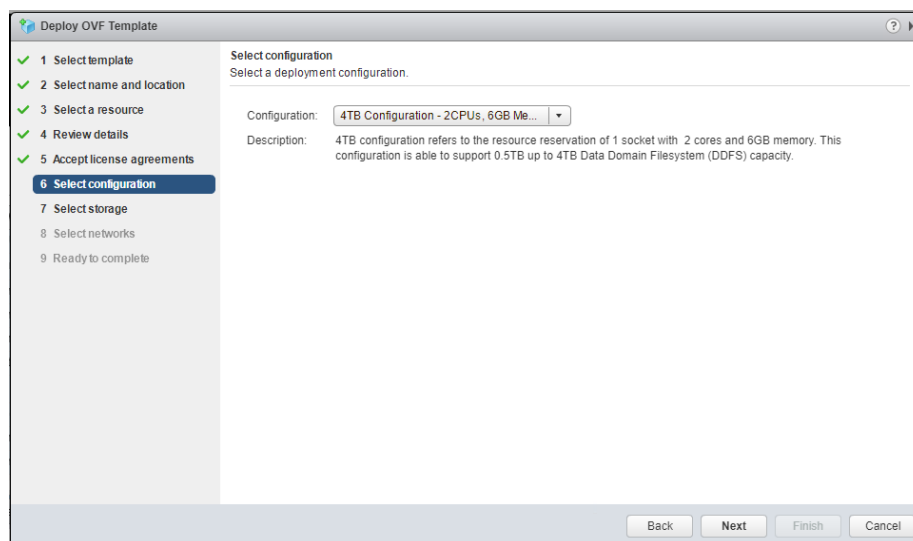 Deploy OVF Template
?
1 Select template
2 Select name and location
3 Select a resource
4 Review details
5 Accept license agreements
6 Select configuration
7 Select storage
8 Select networks
9 Ready to complete
Select configuration
Select a deployment configuration.
Configuration: 4TB Configuration - 2CPUs, 6GB Me...
Description: 4TB configuration refers to the resource reservation of 1 socket with 2 cores and 6GB memory. This
configuration is able to support 0.5TB up to 4TB Data Domain Filesystem (DDFS) capacity.
Back Next Finish Cancel